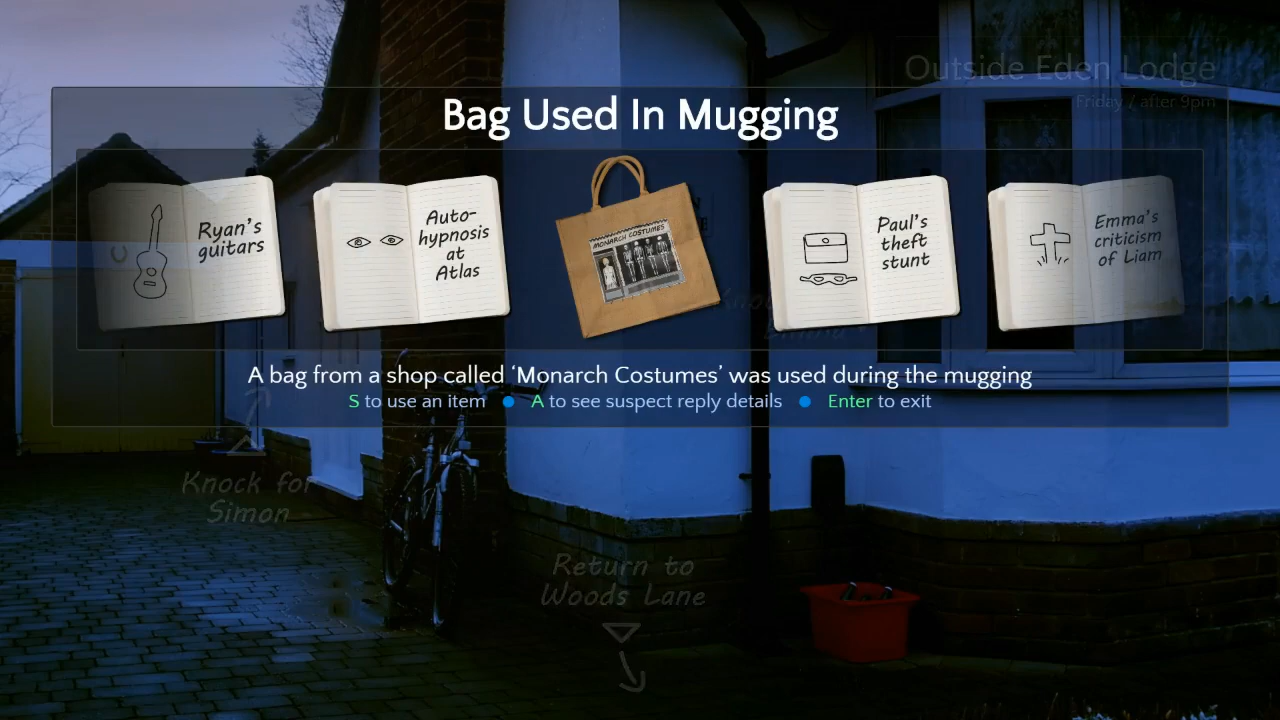 Outside Eden Lodge
Friday / after 9pm
Bag Used In Mugging
Ryan's
guitars
Auto-
hypnosis
at
Atlas
MONARCH COSTUMES
Paul's
theft
stunt
Emma's
criticism
of Liam
A bag from a shop called ‘Monarch Costumes’ was used during the mugging
S to use an item
A to see suspect reply details
Enter to exit
Knock for
Simon
Return to
Woods Lane